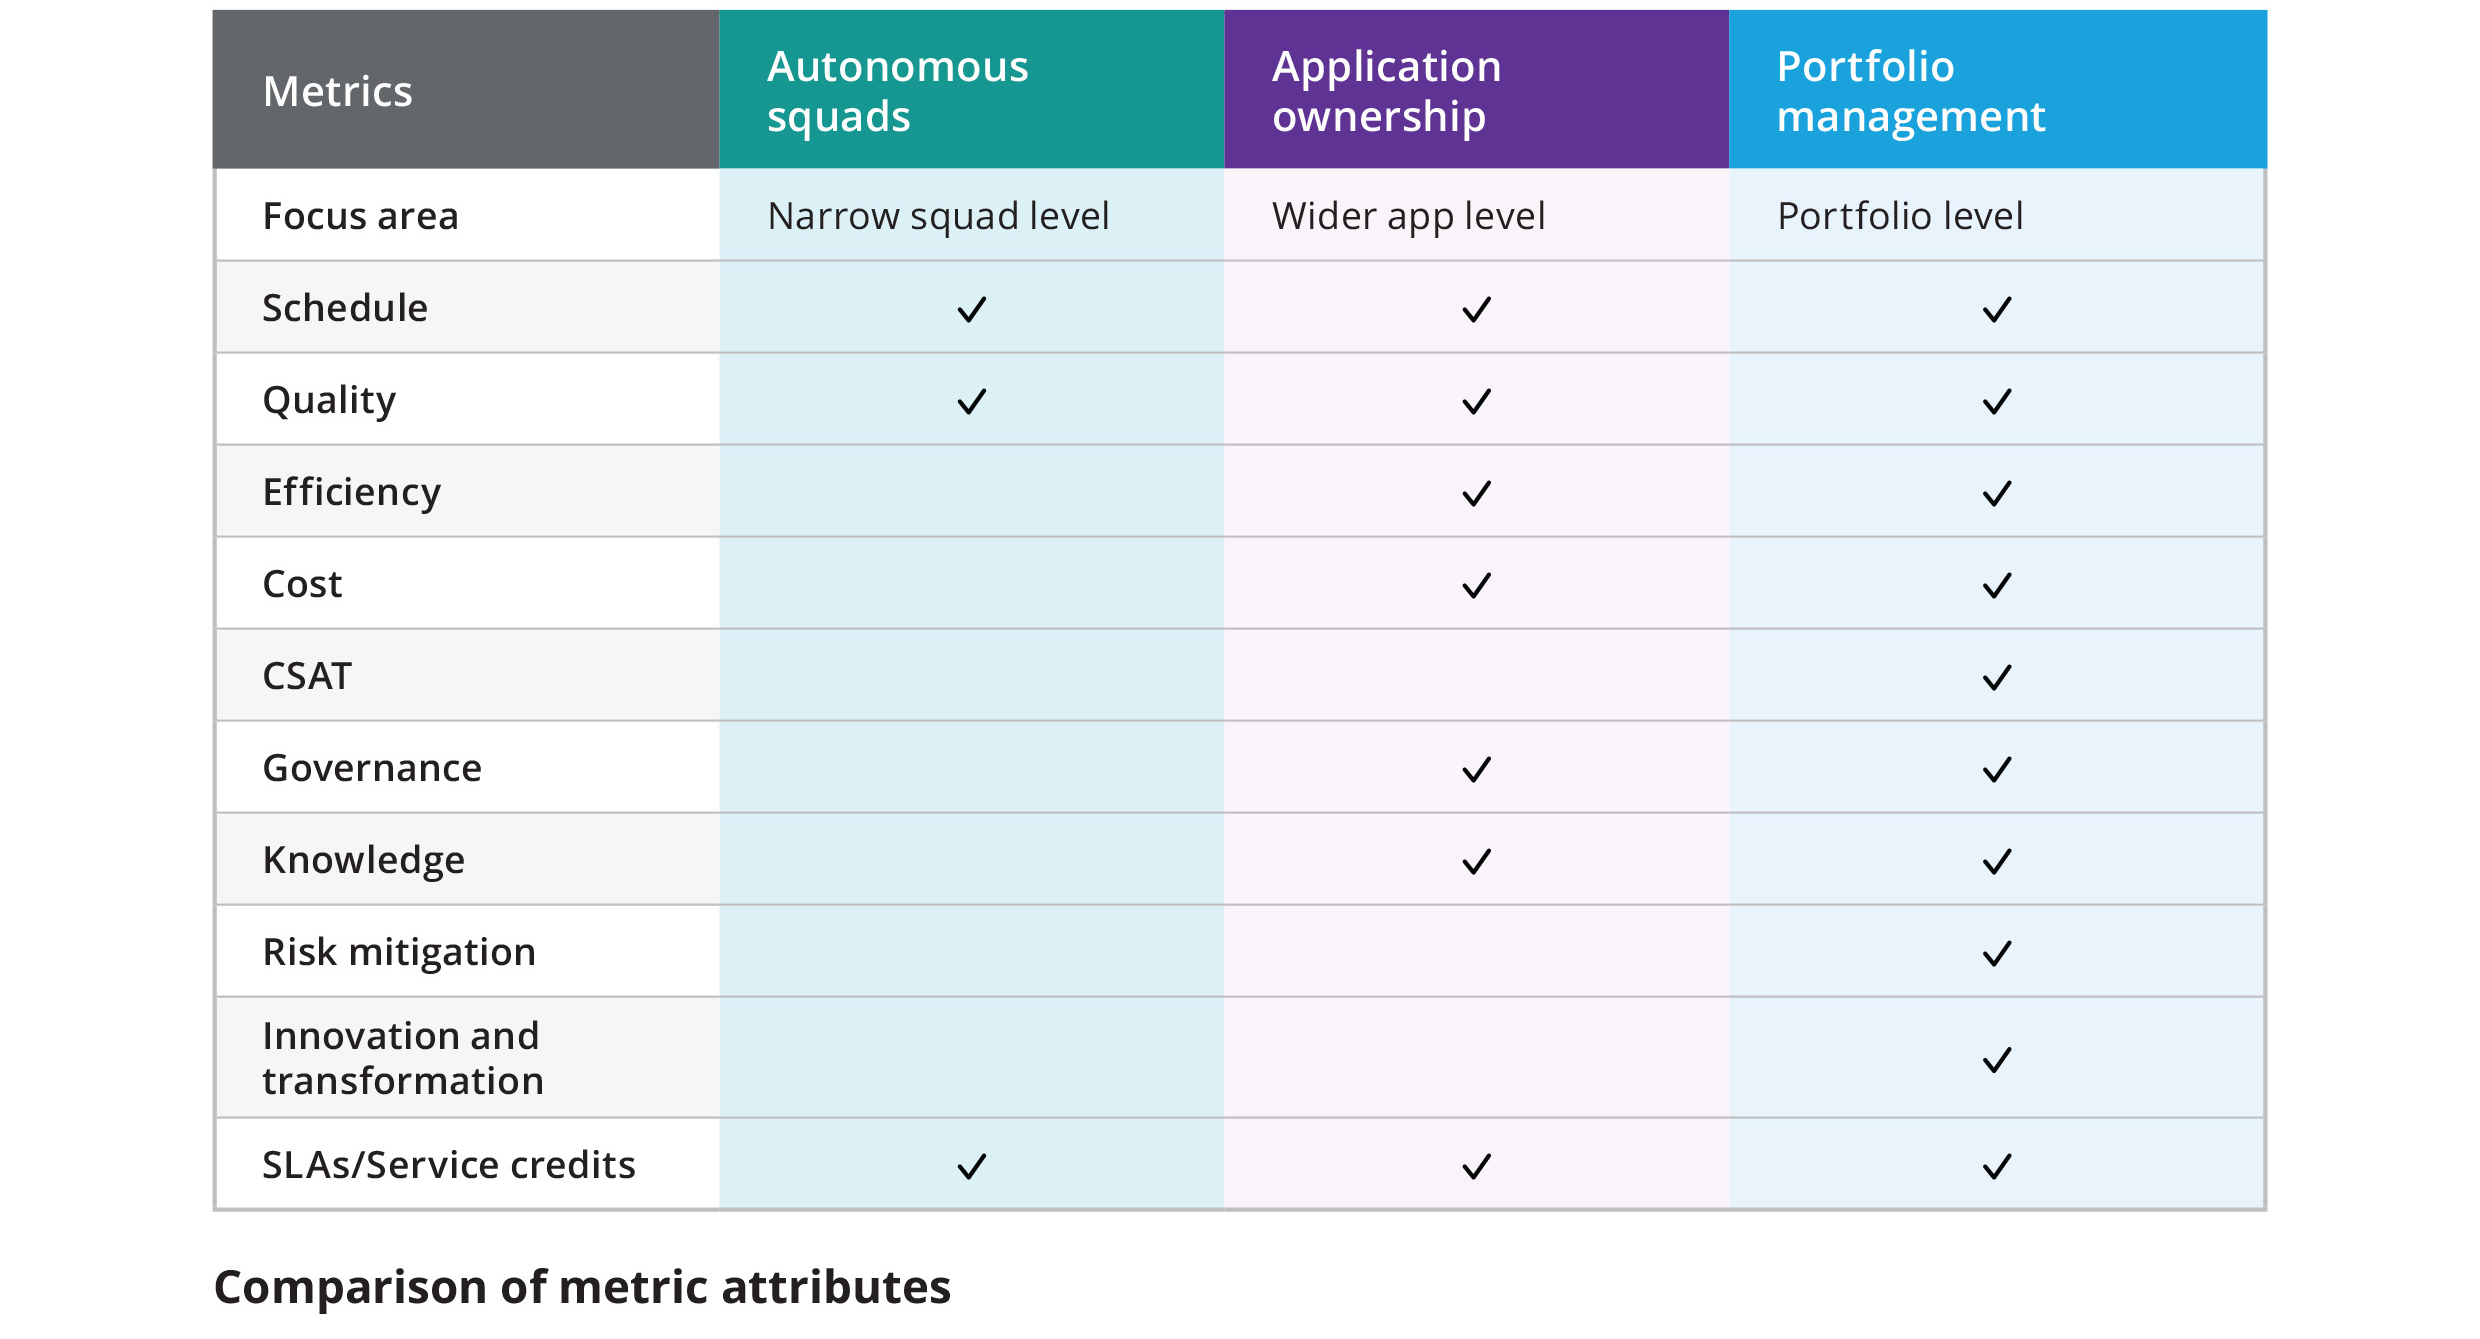 Metrics
Autonomous
squads
Application
ownership
Portfolio
management
Focus area
Narrow squad level
Wider app level
Portfolio level
Schedule
✓ ✓ ✓
Quality
✓ ✓ ✓
Efficiency
✓ ✓
Cost
✓ ✓
CSAT
✓
Governance
✓ ✓
Knowledge
✓ ✓
Risk mitigation
✓
Innovation and
transformation
✓
SLAs/Service credits
✓ ✓ ✓
Comparison of metric attributes